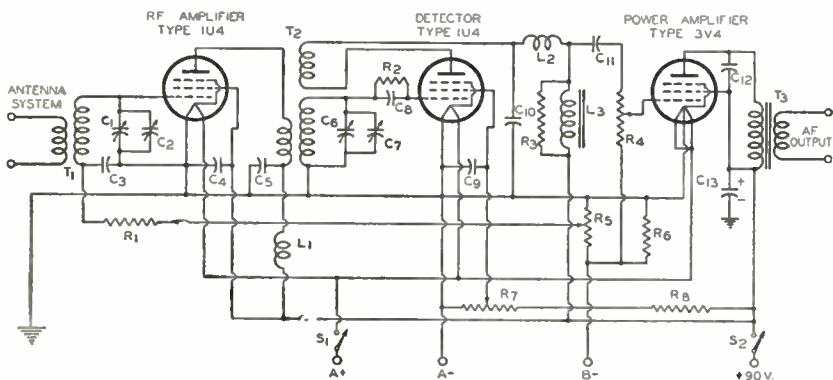 RF AMPLIFIER
TYPE 1U4
DETECTOR
TYPE 1U4
POWER AMPLIFIER
TYPE 3V4
ANTENNA
SYSTEM
T1
C1
C2
C3
C4
C5
R1
L1
T2
R2
C8
C6
C7
C9
C10
L2
C11
R3
L3
R4
C12
T3
AF
OUTPUT
C13
+
-
R5
R6
R7
R8
S1
S2
A+
A-
B-
+90 V.